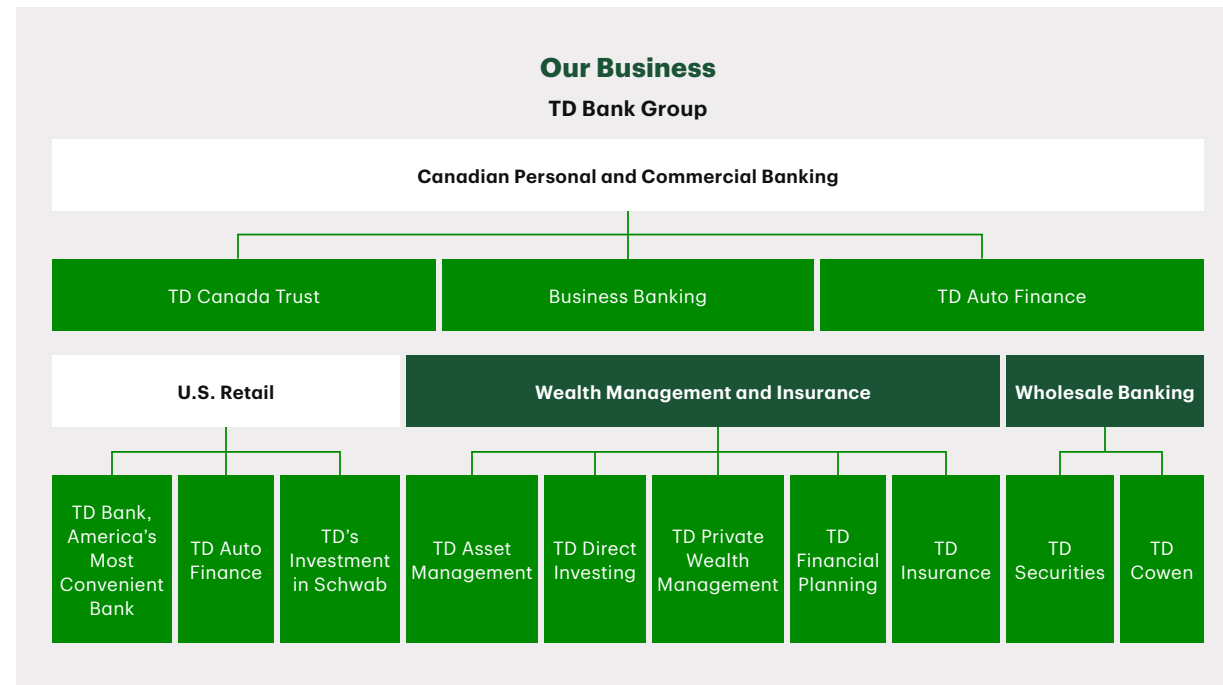 Our Business
TD Bank Group
Canadian Personal and Commercial Banking
TD Canada Trust
Business Banking
TD Auto Finance
U.S. Retail
Wealth Management and Insurance
Wholesale Banking
TD Bank,
America's
Most
Convenient
Bank
TD Auto
Finance
TD's
Investment
in Schwab
TD Asset
Management
TD Direct
Investing
TD Private
Wealth
Management
TD
Financial
Planning
TD
Insurance
TD
Securities
TD
Cowen